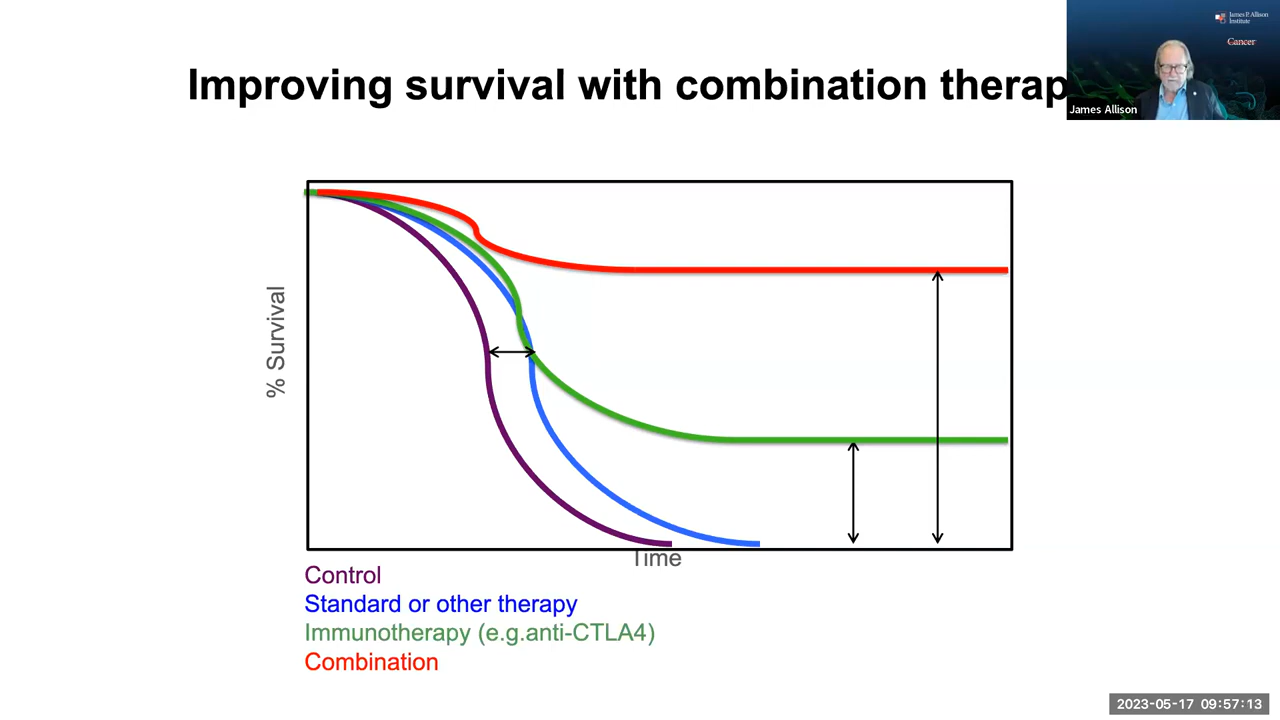 James P. Allison
Institute
Cancer
James Allison
Improving survival with combination therap
% Survival
Time
Control
Standard or other therapy
Immunotherapy (e.g.anti-CTLA4)
Combination
2023-05-17 09:57:13